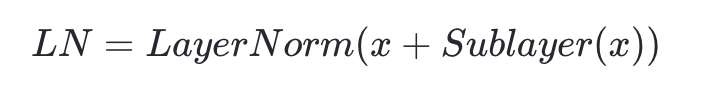 LN = LayerNorm(x + Sublayer(x))